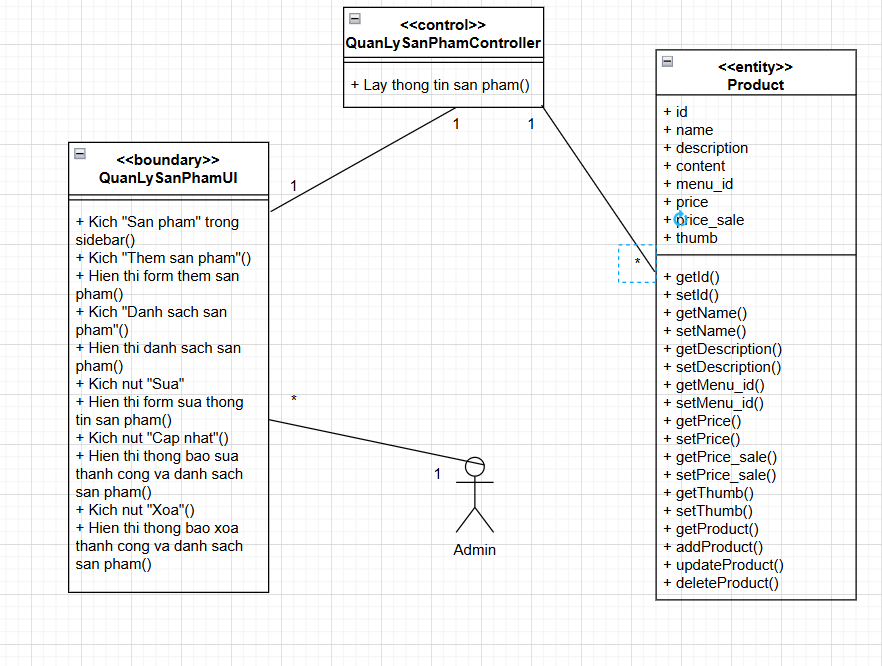 <<control>>
QuanLySanPhamController
+ Lay thong tin san pham()
1
1
<<boundary>>
QuanLySanPhamUI
1
+ Kich "San pham" trong
sidebar()
+ Kich "Them san pham"()
+ Hien thi form them san
pham()
+ Kich "Danh sach san
pham"()
+ Hien thi danh sach san
pham()
+ Kich nut "Sua"
+ Hien thi form sua thong
tin san pham()
+ Kich nut "Cap nhat"()
+ Hien thi thong bao sua
thanh cong va danh sach
san pham()
+ Kich nut "Xoa"()
+ Hien thi thong bao xoa
thanh cong va danh sach
san pham()
*
1
Admin
<<entity>>
Product
+ id
+ name
+ description
+ content
+ menu_id
+ price
+ price_sale
+ thumb
*
+ getId()
+ setId()
+ getName()
+ setName()
+ getDescription()
+ setDescription()
+ getMenu_id()
+ setMenu_id()
+ getPrice()
+ setPrice()
+ getPrice_sale()
+ setPrice_sale()
+ getThumb()
+ setThumb()
+ getProduct()
+ addProduct()
+ updateProduct()
+ deleteProduct()